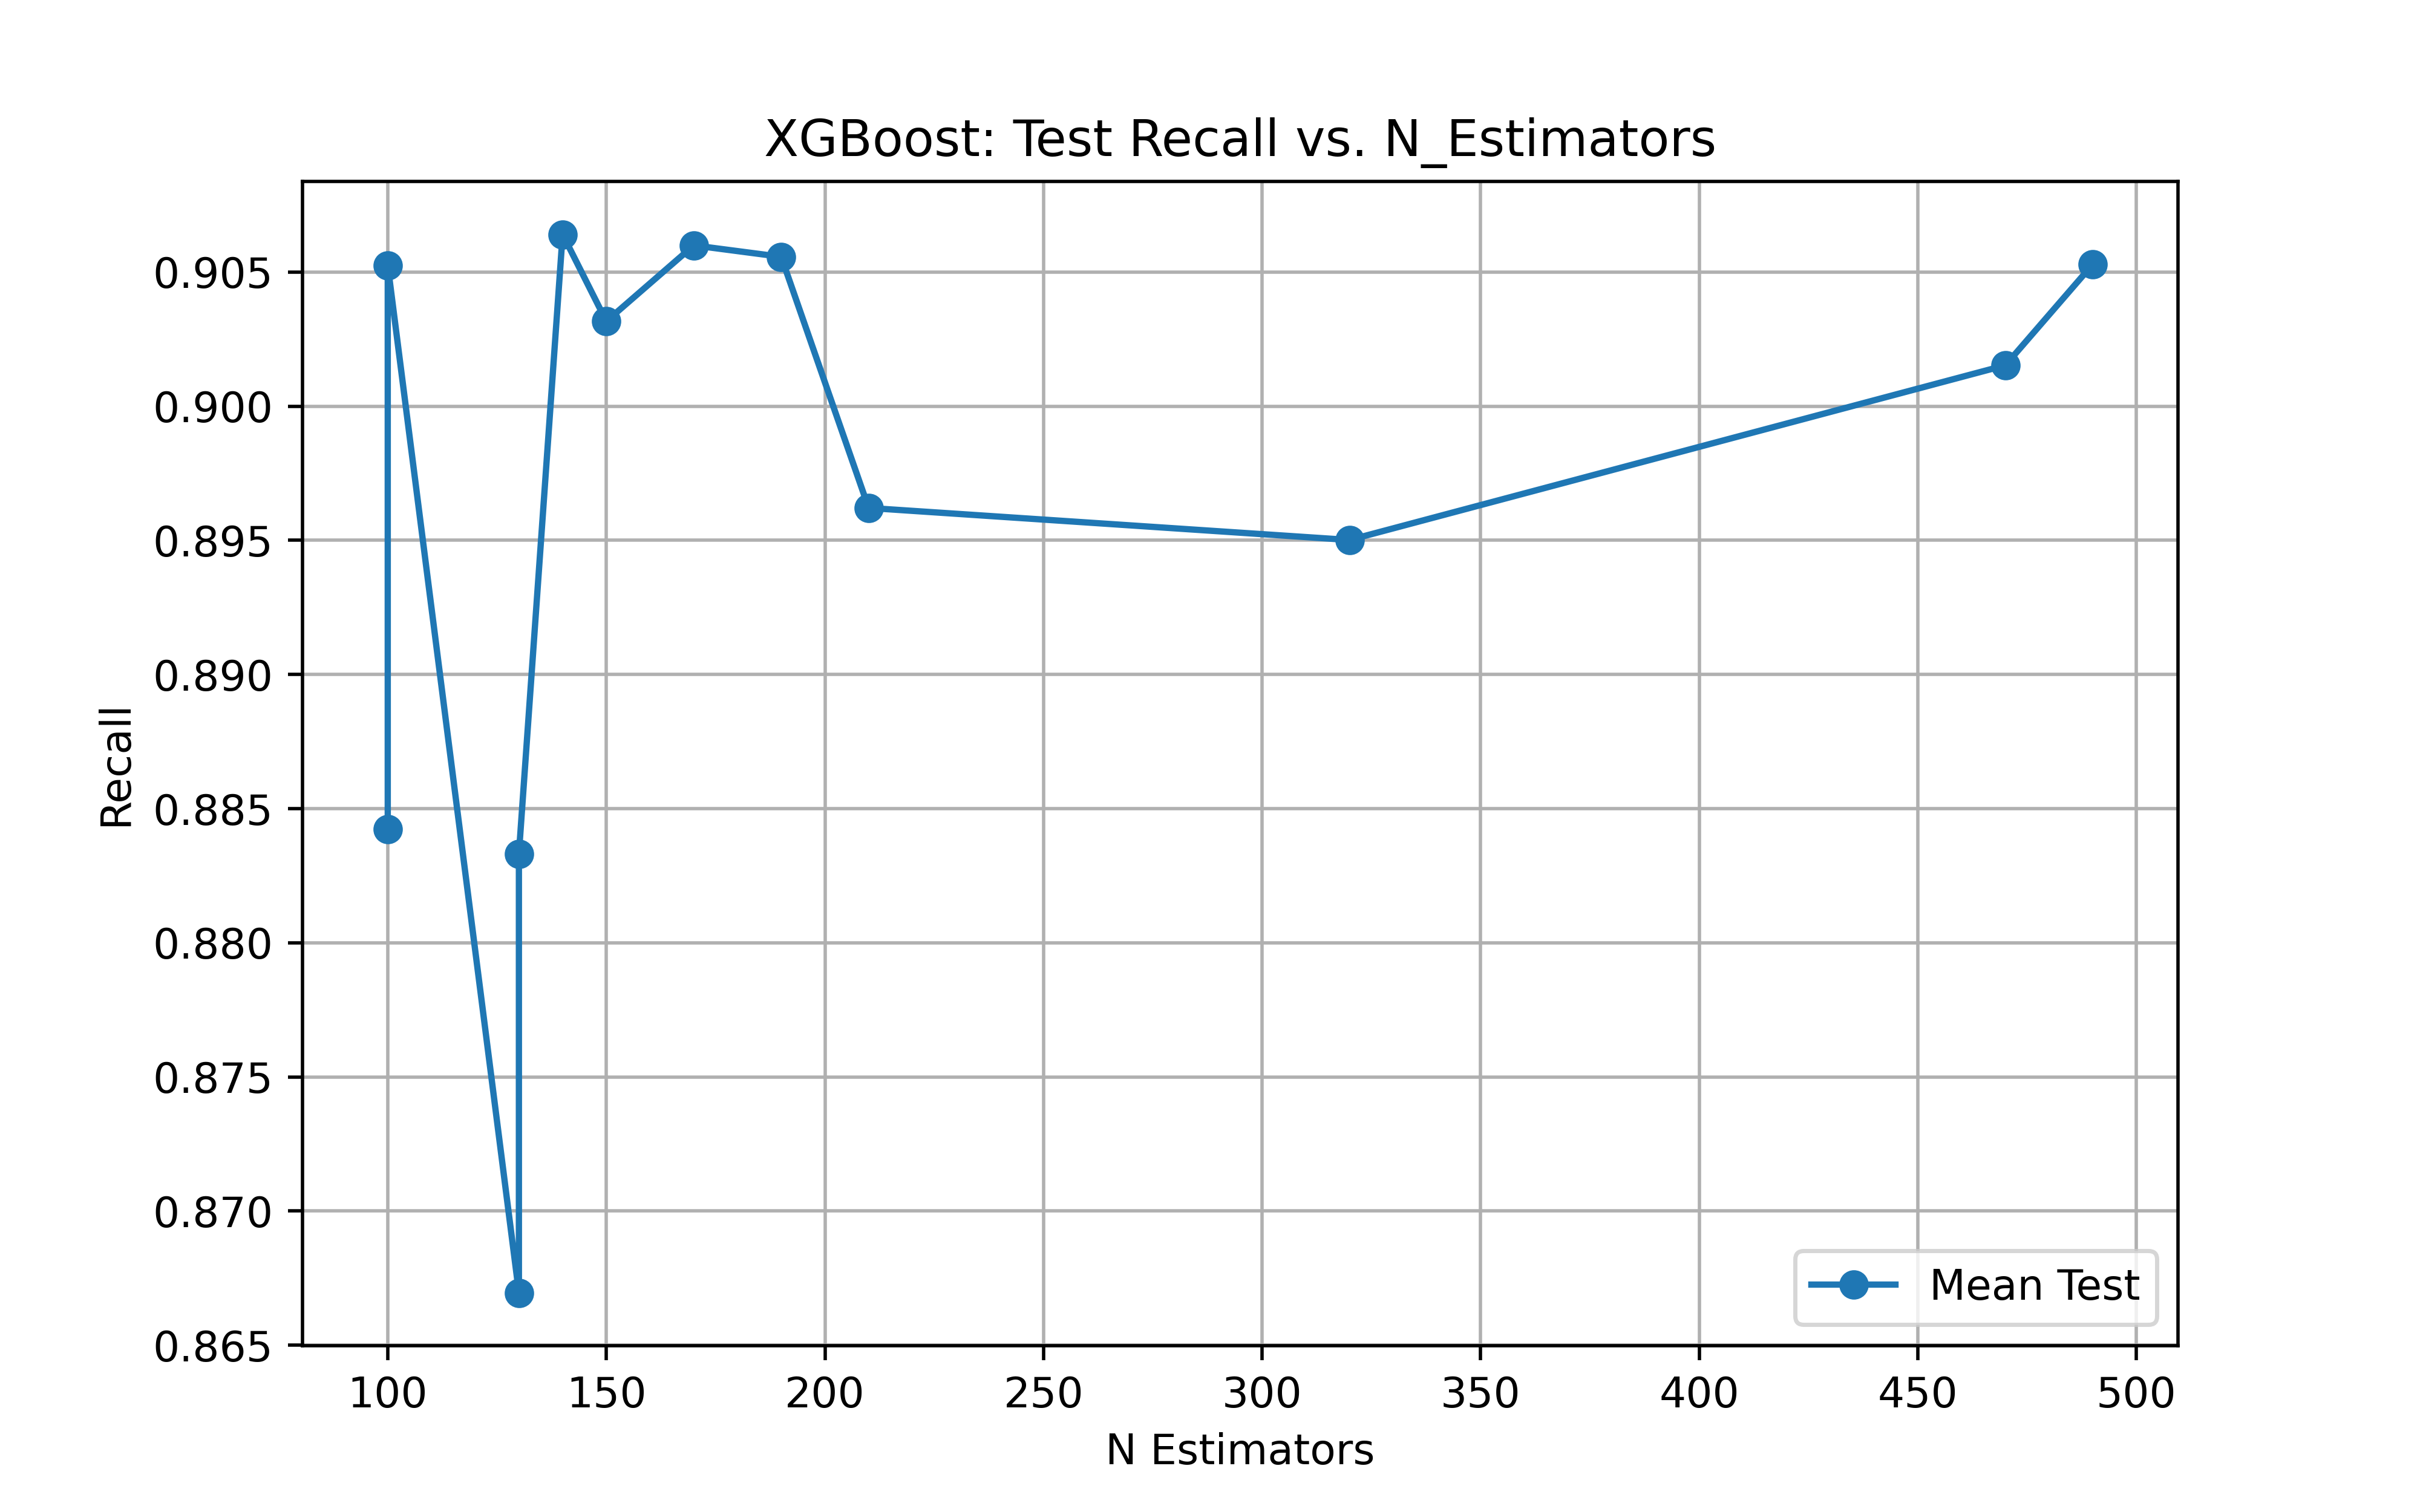 XGBoost: Test Recall vs. N_Estimators
Recall
0.905
0.900
0.895
0.890
0.885
0.880
0.875
0.870
0.865
Mean Test
100 150 200 250 300 350 400 450 500
N Estimators